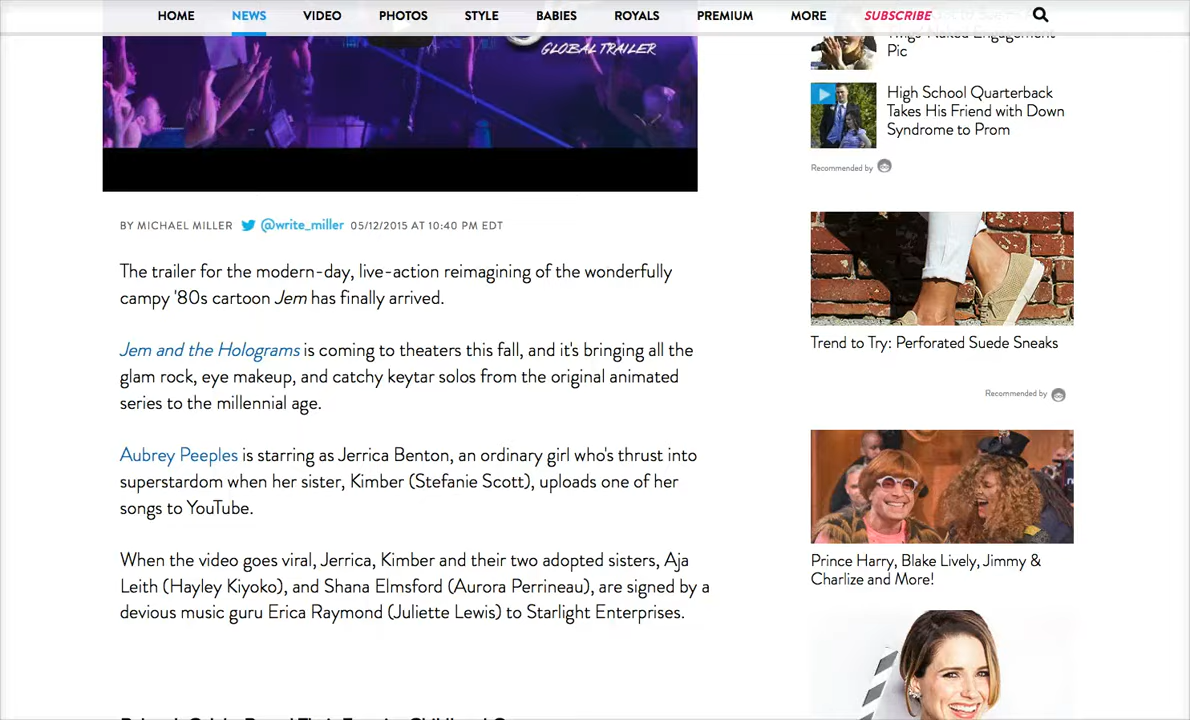 HOME NEWS VIDEO PHOTOS STYLE BABIES ROYALS PREMIUM MORE SUBSCRIBE
GLOBAL TRAILER
BY MICHAEL MILLER @write_miller 05/12/2015 AT 10:40 PM EDT
The trailer for the modern-day, live-action reimagining of the wonderfully
campy '80s cartoon Jem has finally arrived.
Jem and the Holograms is coming to theaters this fall, and it's bringing all the
glam rock, eye makeup, and catchy keytar solos from the original animated
series to the millennial age.
Aubrey Peeples is starring as Jerrica Benton, an ordinary girl who's thrust into
superstardom when her sister, Kimber (Stefanie Scott), uploads one of her
songs to YouTube.
When the video goes viral, Jerrica, Kimber and their two adopted sisters, Aja
Leith (Hayley Kiyoko), and Shana Elmsford (Aurora Perrineau), are signed by a
devious music guru Erica Raymond (Juliette Lewis) to Starlight Enterprises.
Twigs' Naked Engagement
Pic
High School Quarterback
Takes His Friend with Down
Syndrome to Prom
Recommended by
Trend to Try: Perforated Suede Sneaks
Recommended by
Prince Harry, Blake Lively, Jimmy &
Charlize and More!